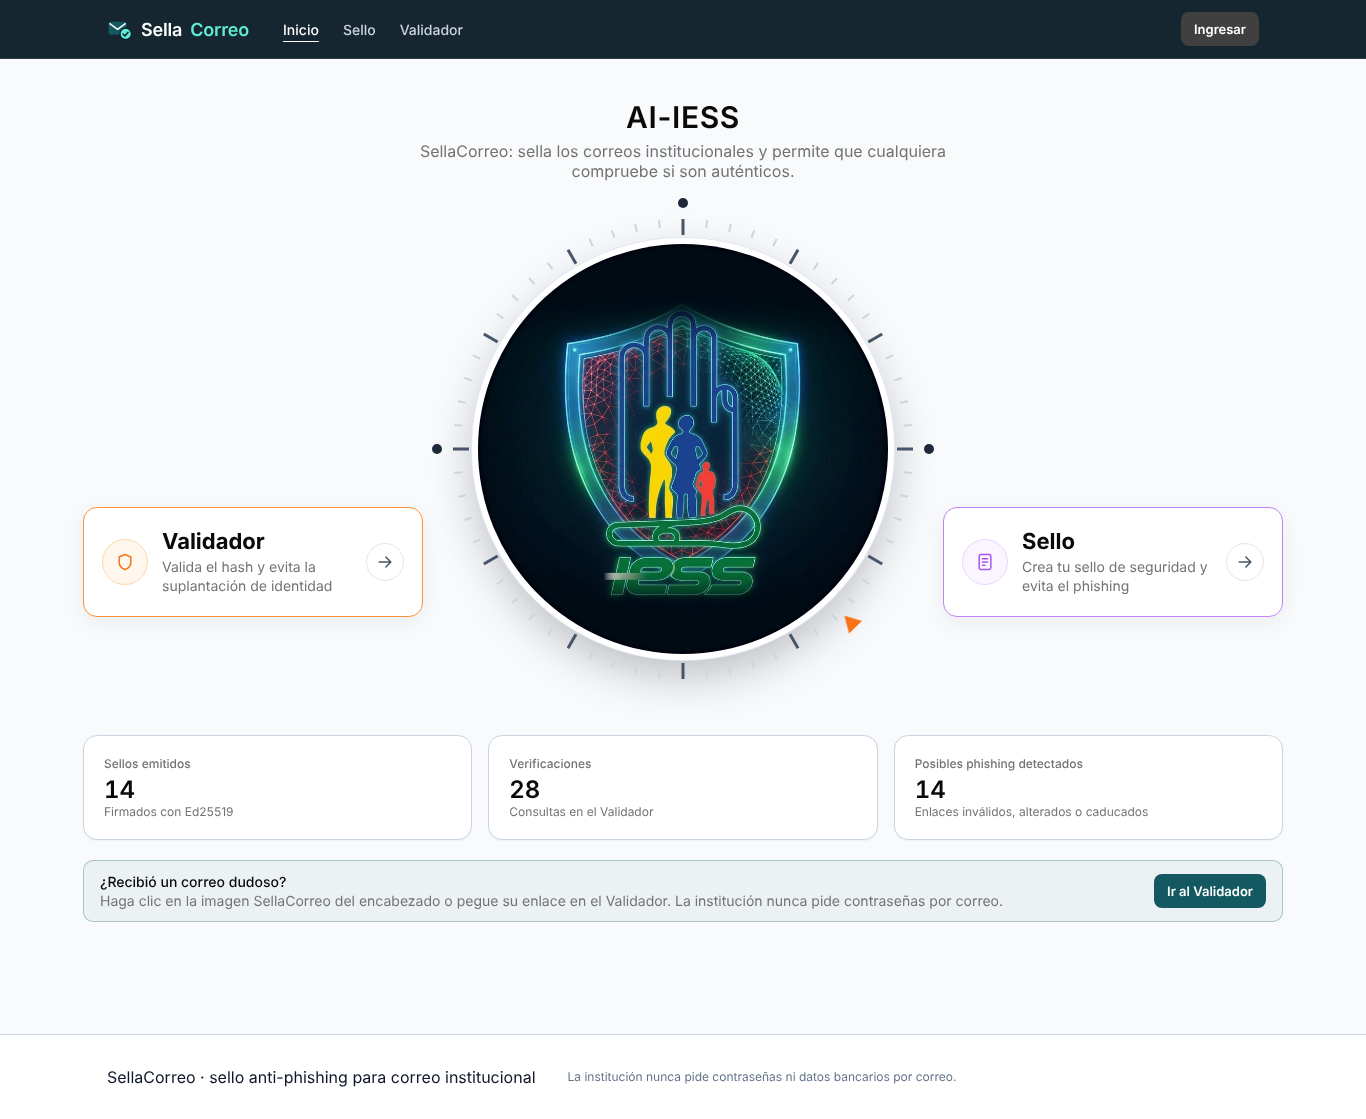 Sella Correo
Inicio
Sello
Validador
Ingresar
AI-IESS
SellaCorreo: sella los correos institucionales y permite que cualquiera
compruebe si son auténticos.
iess
Validador
Valida el hash y evita la
suplantación de identidad
Sello
Crea tu sello de seguridad y
evita el phishing
Sellos emitidos
14
Firmados con Ed25519
Verificaciones
28
Consultas en el Validador
Posibles phishing detectados
14
Enlaces inválidos, alterados o caducados
¿Recibió un correo dudoso?
Haga clic en la imagen SellaCorreo del encabezado o pegue su enlace en el Validador. La institución nunca pide contraseñas por correo.
Ir al Validador
SellaCorreo · sello anti-phishing para correo institucional
La institución nunca pide contraseñas ni datos bancarios por correo.